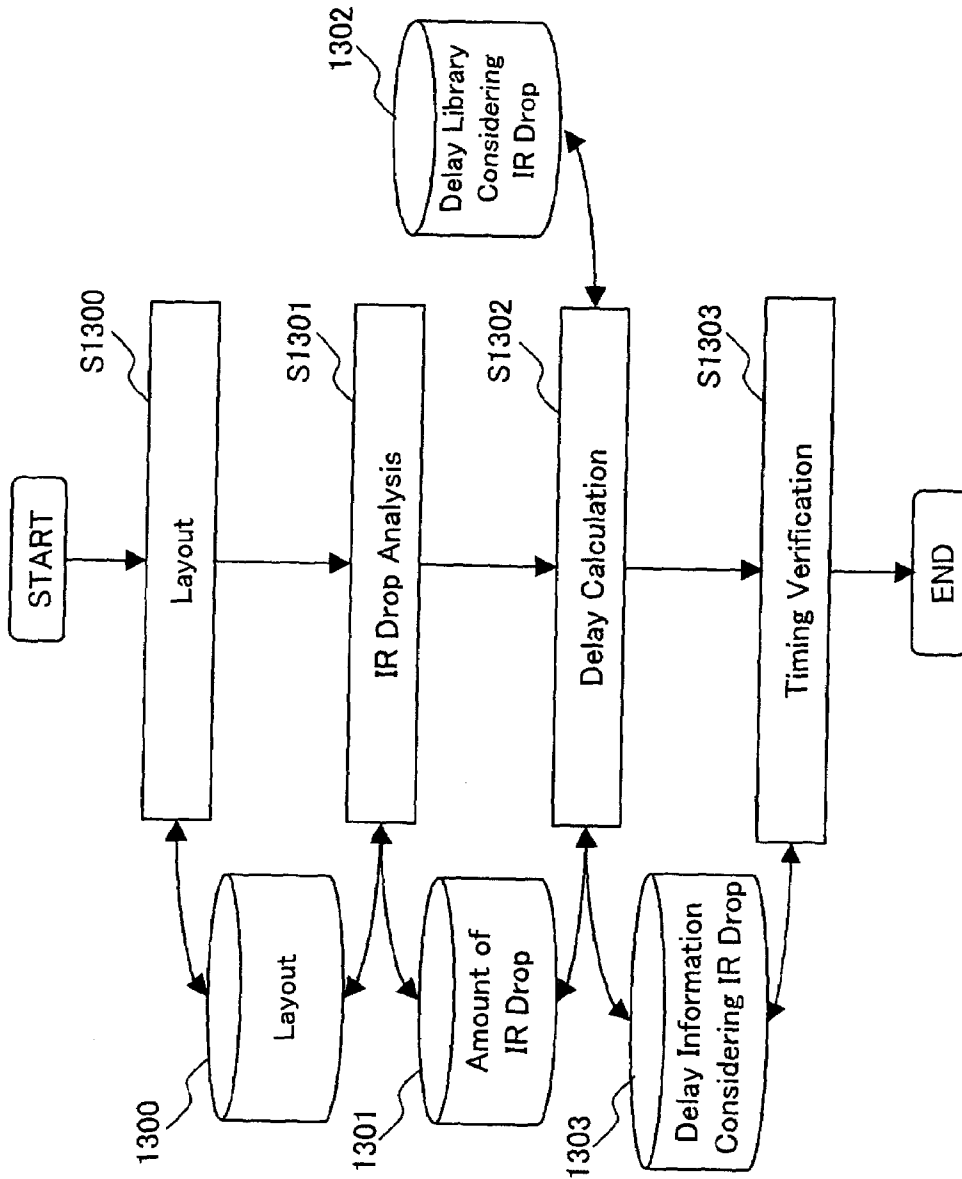 START
S1300
Layout
1300
Layout
S1301
IR Drop Analysis
1301
Amount of
IR Drop
S1302
Delay Calculation
1302
Delay Library
Considering
IR Drop
1303
Delay Information
Considering IR Drop
S1303
Timing Verification
END